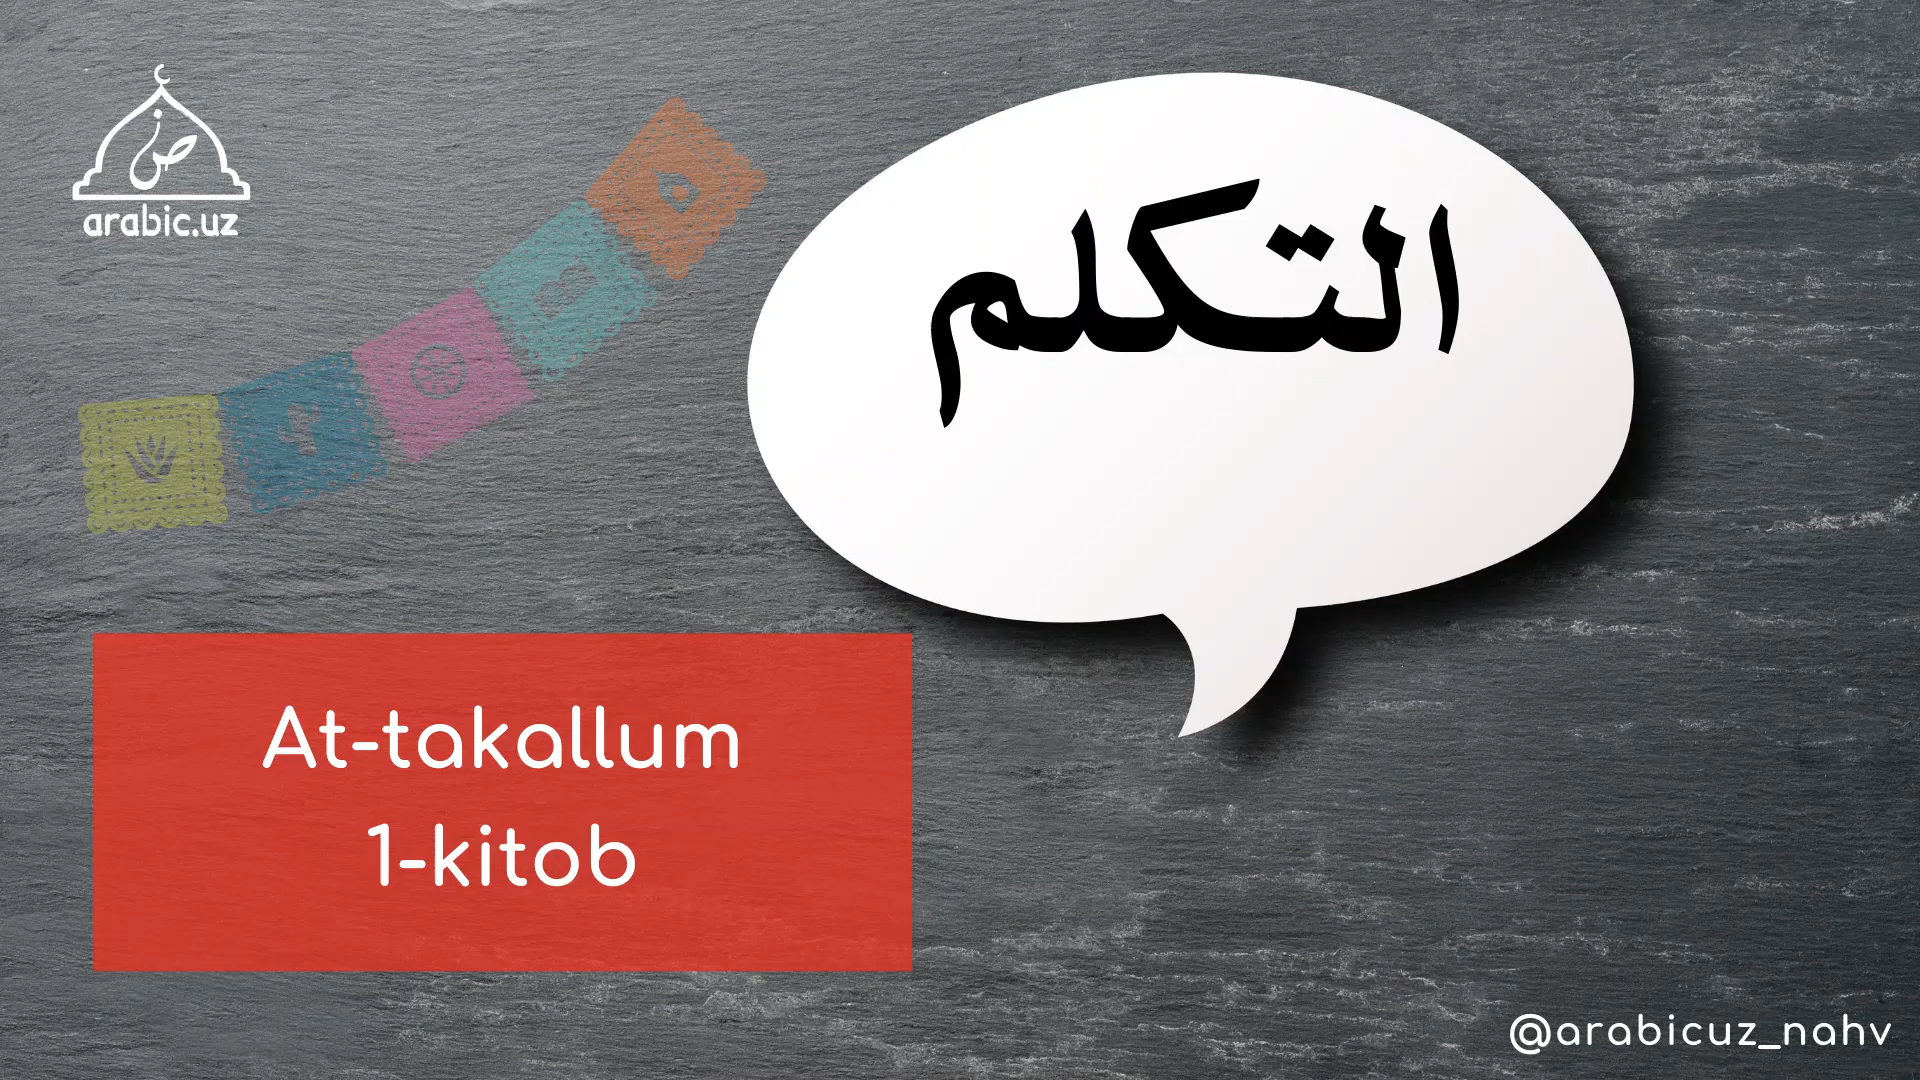 ض
arabic.uz
التكلم
At-takallum
1-kitob
@arabicuz_nahv